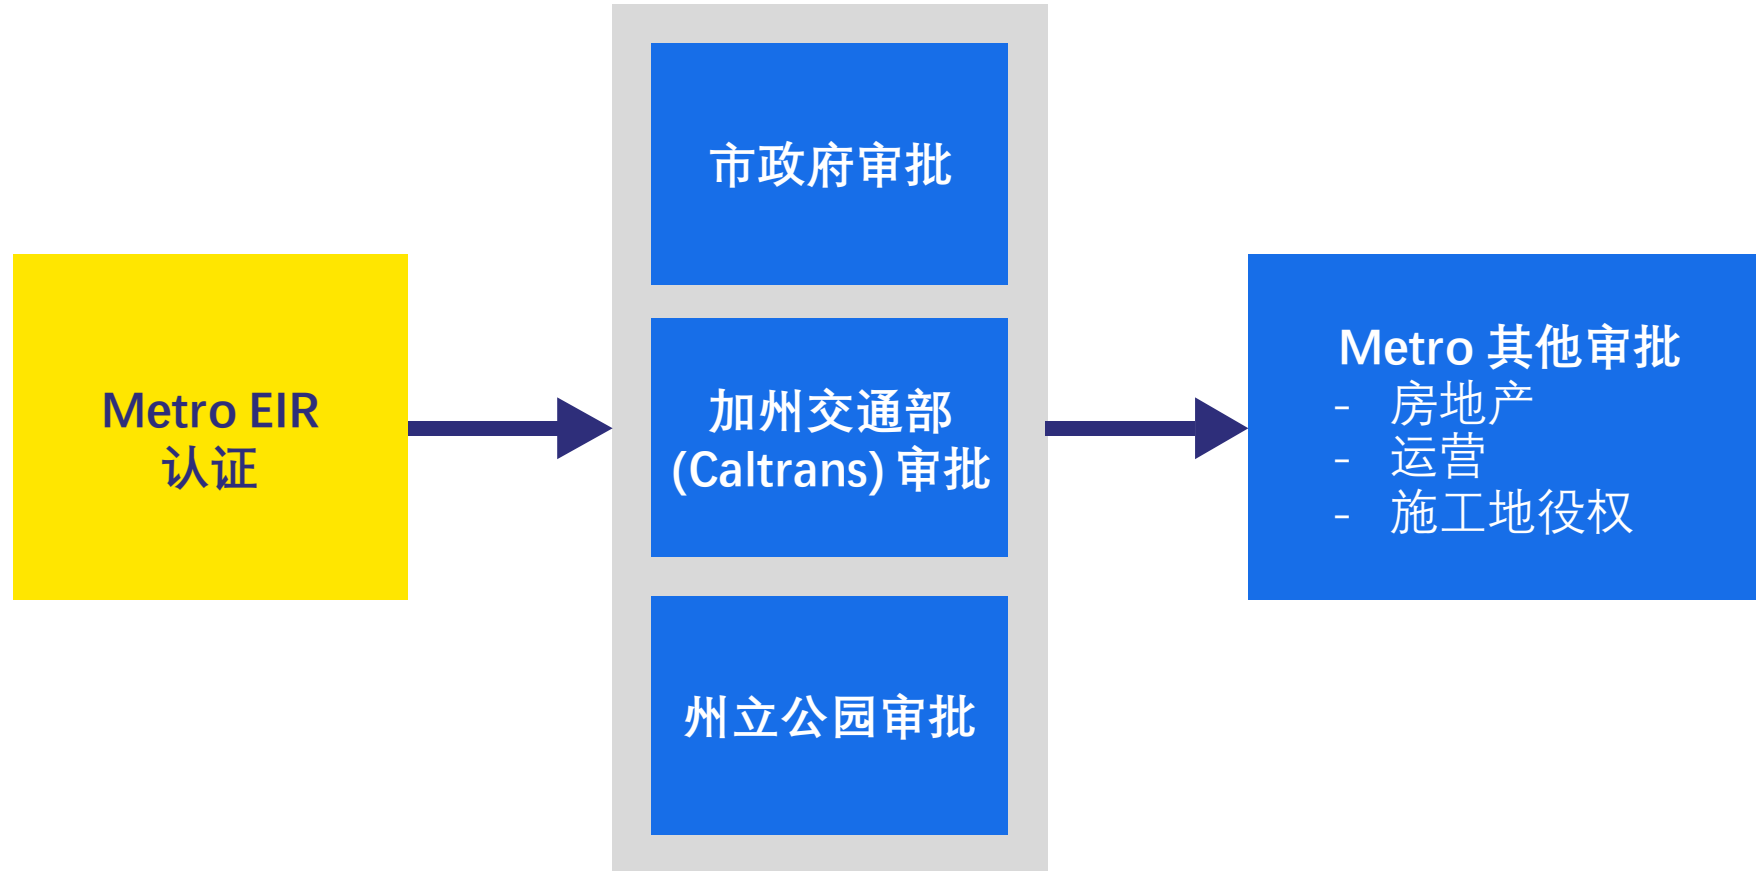 Metro EIR
认证
市政府审批
加州交通部
(Caltrans) 审批
州立公园审批
Metro 其他审批
- 房地产
- 运营
- 施工地役权